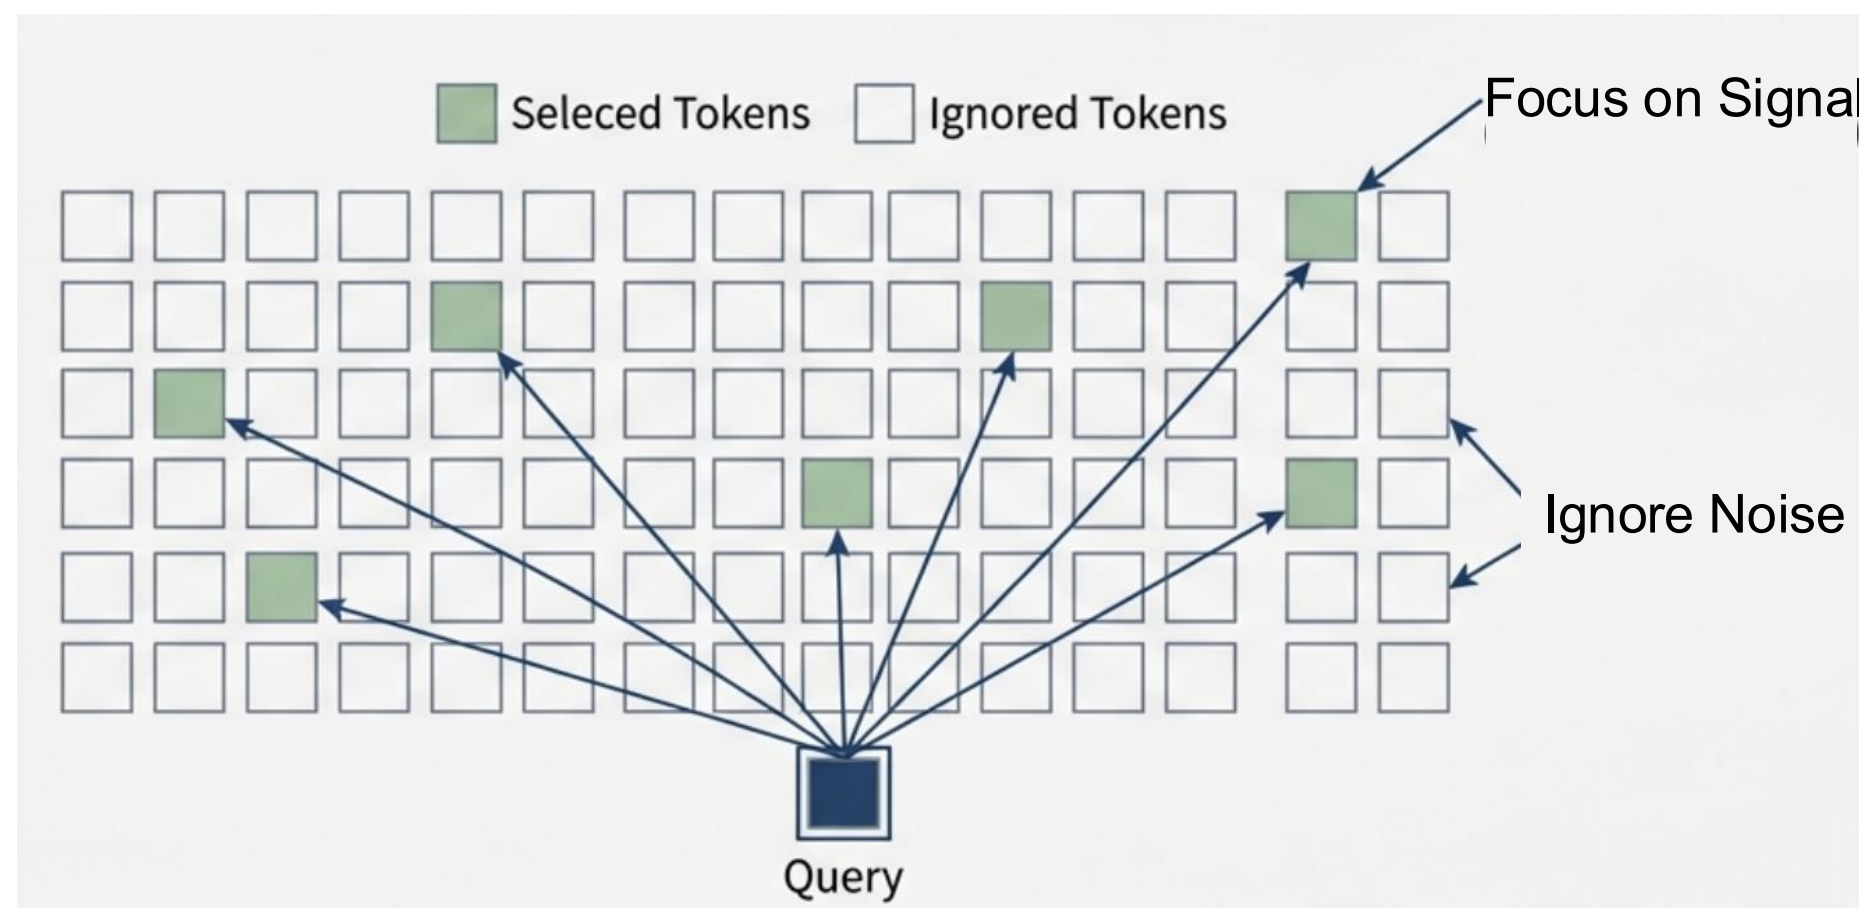 Seleced Tokens
Ignored Tokens
Focus on Signal
Ignore Noise
Query